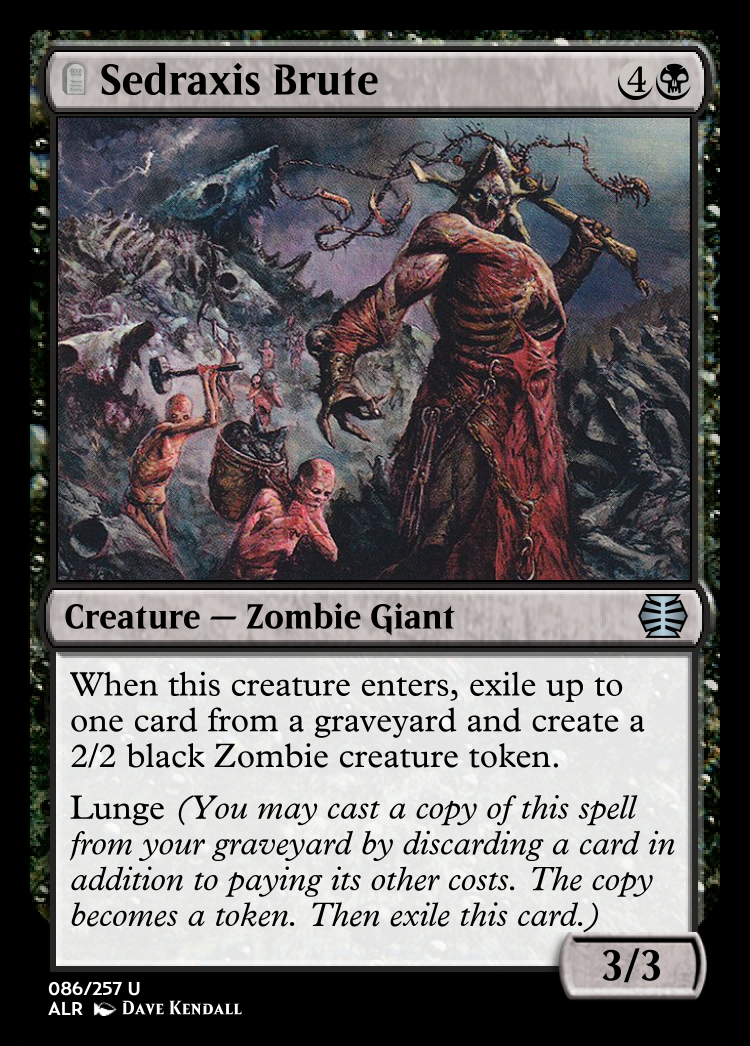 Sedraxis Brute 4
Creature — Zombie Giant
When this creature enters, exile up to
one card from a graveyard and create a
2/2 black Zombie creature token.
Lunge (You may cast a copy of this spell
from your graveyard by discarding a card in
addition to paying its other costs. The copy
becomes a token. Then exile this card.)
3/3
086/257 U
ALR Dave Kendall